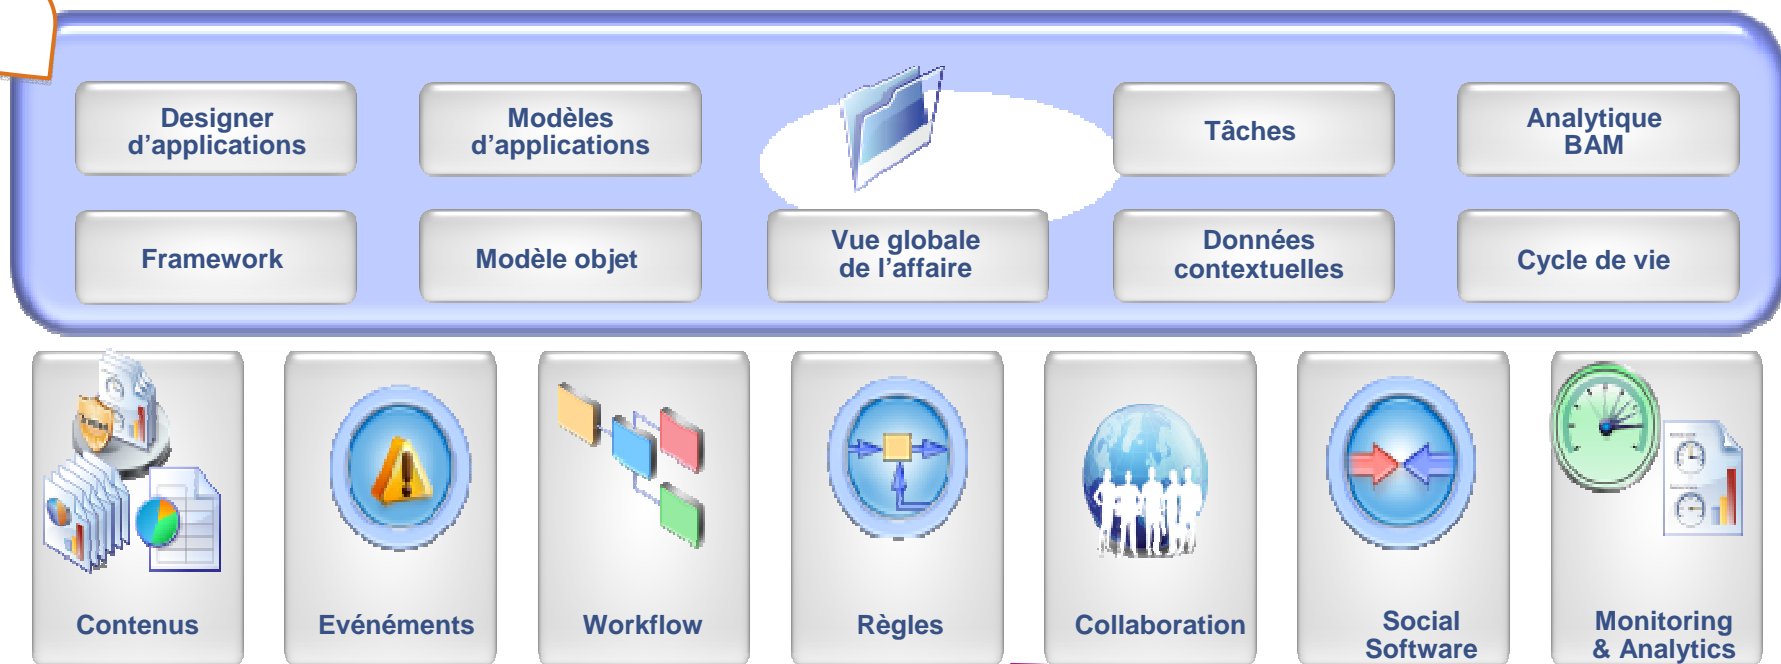 Designer
d’applications
Modèles
d’applications
Tâches
Analytique
BAM
Framework
Modèle objet
Vue globale
de l’affaire
Données
contextuelles
Cycle de vie
Contenus
Evénéments
Workflow
Règles
Collaboration
Social
Software
Monitoring
& Analytics